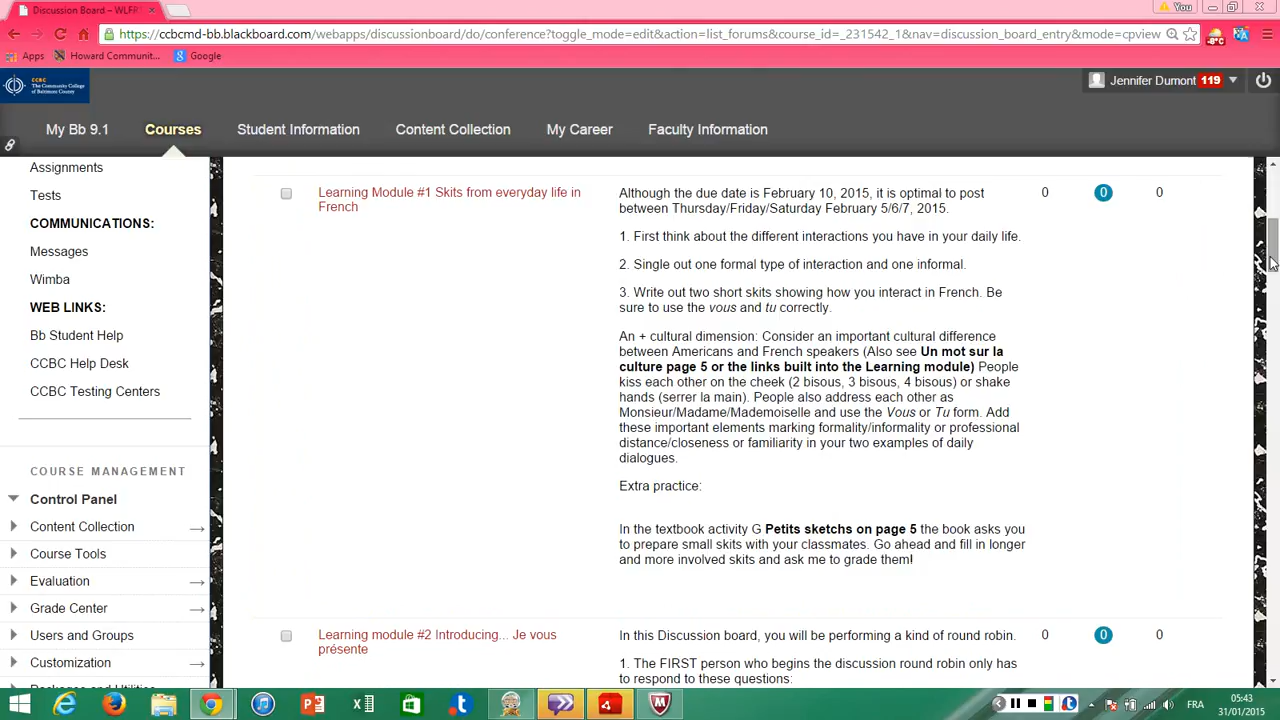 Discussion Board – WLFR
You
https://ccbcmd-bb.blackboard.com/webapps/discussionboard/do/conference?toggle_mode=edit&action=list_forums&course_id=_231542_1&nav=discussion_board_entry&mode=cpview
Apps
Howard Communit...
Google
-8°C
CCBC
The Community College
of Baltimore County
Jennifer Dumont 119
My Bb 9.1
Courses
Student Information
Content Collection
My Career
Faculty Information
Assignments
Tests
COMMUNICATIONS:
Messages
Wimba
WEB LINKS:
Bb Student Help
CCBC Help Desk
CCBC Testing Centers
COURSE MANAGEMENT
Control Panel
Content Collection
Course Tools
Evaluation
Grade Center
Users and Groups
Customization
Learning Module #1 Skits from everyday life in
French
Although the due date is February 10, 2015, it is optimal to post
between Thursday/Friday/Saturday February 5/6/7, 2015.
1. First think about the different interactions you have in your daily life.
2. Single out one formal type of interaction and one informal.
3. Write out two short skits showing how you interact in French. Be
sure to use the vous and tu correctly.
An + cultural dimension: Consider an important cultural difference
between Americans and French speakers (Also see Un mot sur la
culture page 5 or the links built into the Learning module) People
kiss each other on the cheek (2 bisous, 3 bisous, 4 bisous) or shake
hands (serrer la main). People also address each other as
Monsieur/Madame/Mademoiselle and use the Vous or Tu form. Add
these important elements marking formality/informality or professional
distance/closeness or familiarity in your two examples of daily
dialogues.
Extra practice:
In the textbook activity G Petits sketchs on page 5 the book asks you
to prepare small skits with your classmates. Go ahead and fill in longer
and more involved skits and ask me to grade them!
0
0
0
Learning module #2 Introducing... Je vous
présente
In this Discussion board, you will be performing a kind of round robin.
1. The FIRST person who begins the discussion round robin only has
to respond to these questions:
0
0
0
FRA
05:43
31/01/2015